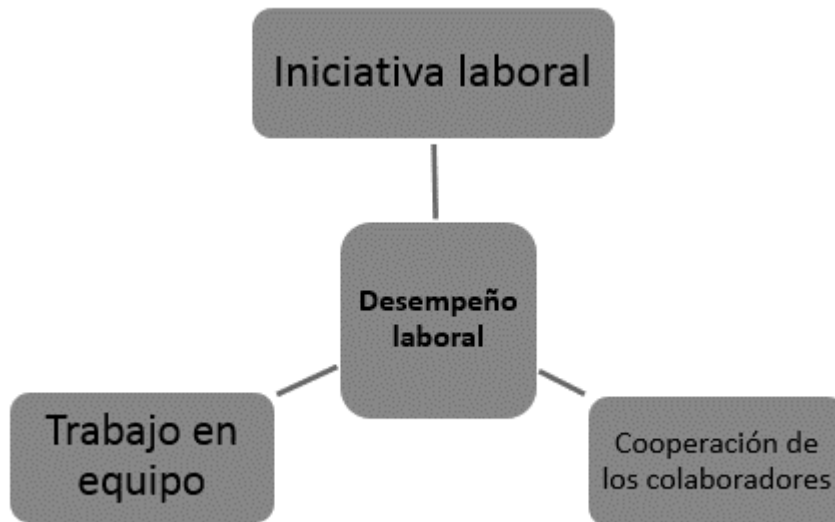 Iniciativa laboral
Desempeño
laboral
Trabajo en
equipo
Cooperación de
los colaboradores